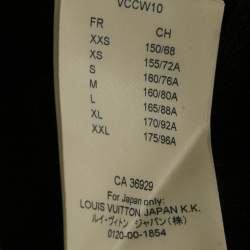 VCCW10
FR CH
XXS 150/68
XS 155/72A
S 160/76A
M 160/80A
L 165/88A
XL 170/92A
XXL 175/96A
CA 36929
For Japan only:
LOUIS VUITTON JAPAN K.K.
ルイ・ヴィトン ジャパン(株)
0120-00-1854